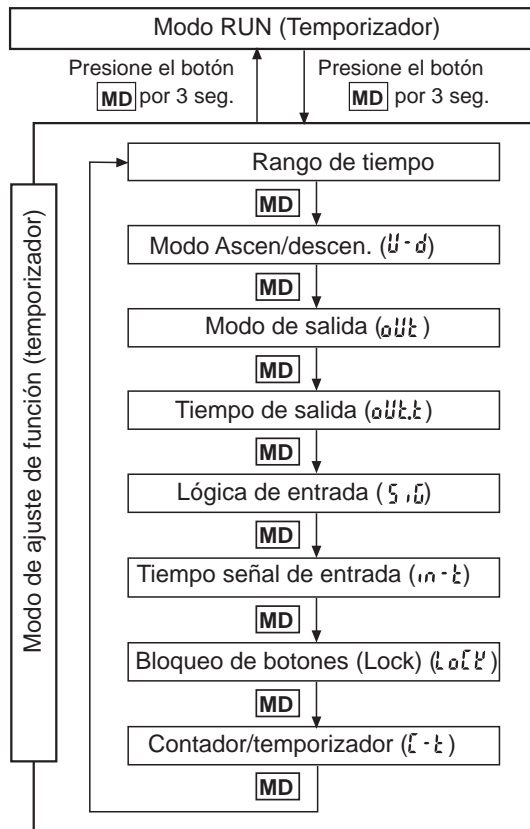 Modo RUN (Temporizador)
Presione el botón
MD por 3 seg.
Presione el botón
MD por 3 seg.
Modo de ajuste de función (temporizador)
Rango de tiempo
MD
Modo Ascen/descen. (U-d)
MD
Modo de salida (oUt)
MD
Tiempo de salida (oUt.t)
MD
Lógica de entrada (SiG)
MD
Tiempo señal de entrada (in-t)
MD
Bloqueo de botones (Lock) (LoCK)
MD
Contador/temporizador (C-t)
MD